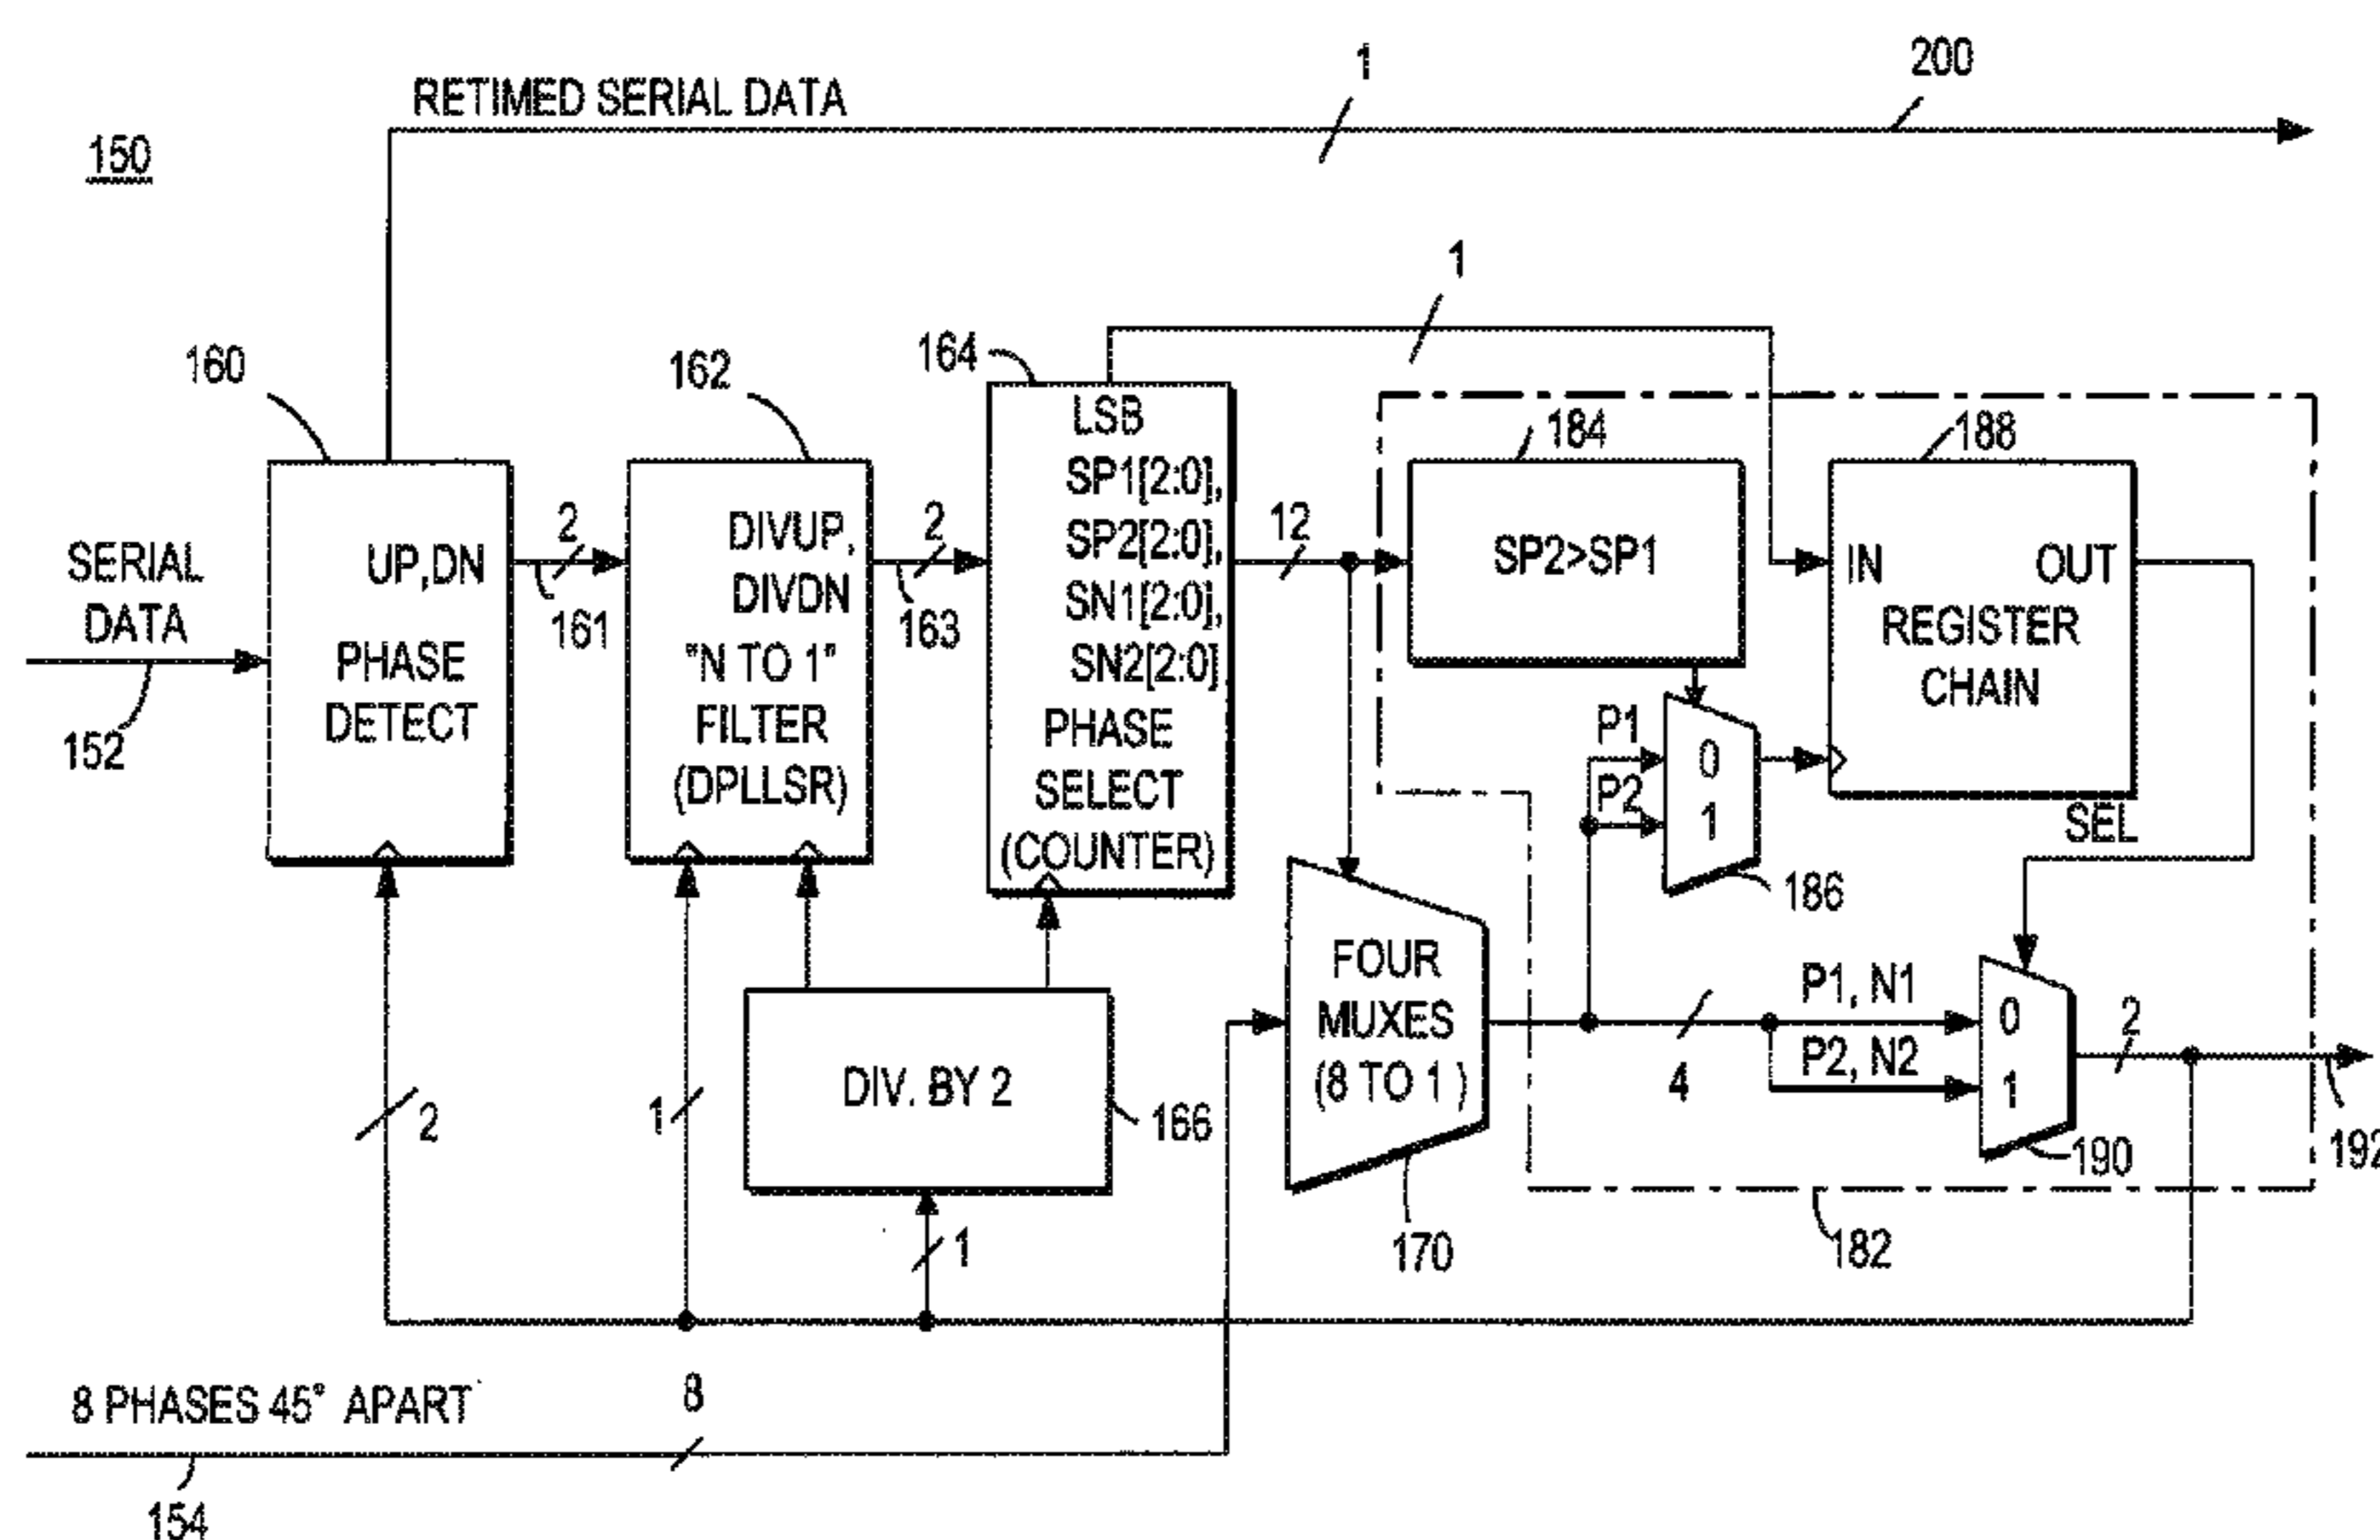 1
200
RETIMED SERIAL DATA
150
1
160
162
164
LSB
SP1[2:0],
SP2[2:0],
SN1[2:0],
SN2[2:0]
PHASE
SELECT
(COUNTER)
184
188
SERIAL
DATA
152
UP,DN
PHASE
DETECT
2
161
DIVUP,
DIVDN
"N TO 1"
FILTER
(DPLLSR)
2
163
12
SP2>SP1
IN
OUT
REGISTER
CHAIN
SEL
P1
P2
0
1
186
FOUR
MUXES
(8 TO 1 )
170
P1, N1
P2, N2
4
0
1
2
190
192
182
DIV. BY 2
166
2
1
1
8 PHASES 45° APART
8
154